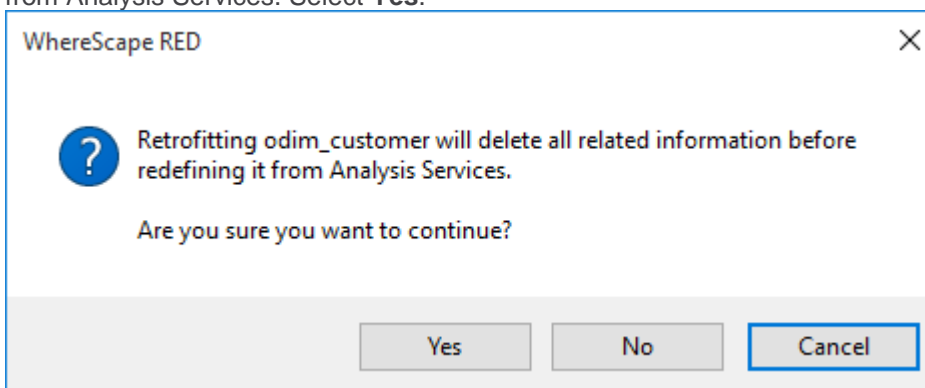 from Analysis Services. Select Yes.
WhereScape RED
Retrofitting odim_customer will delete all related information before
redefining it from Analysis Services.
Are you sure you want to continue?
Yes
No
Cancel